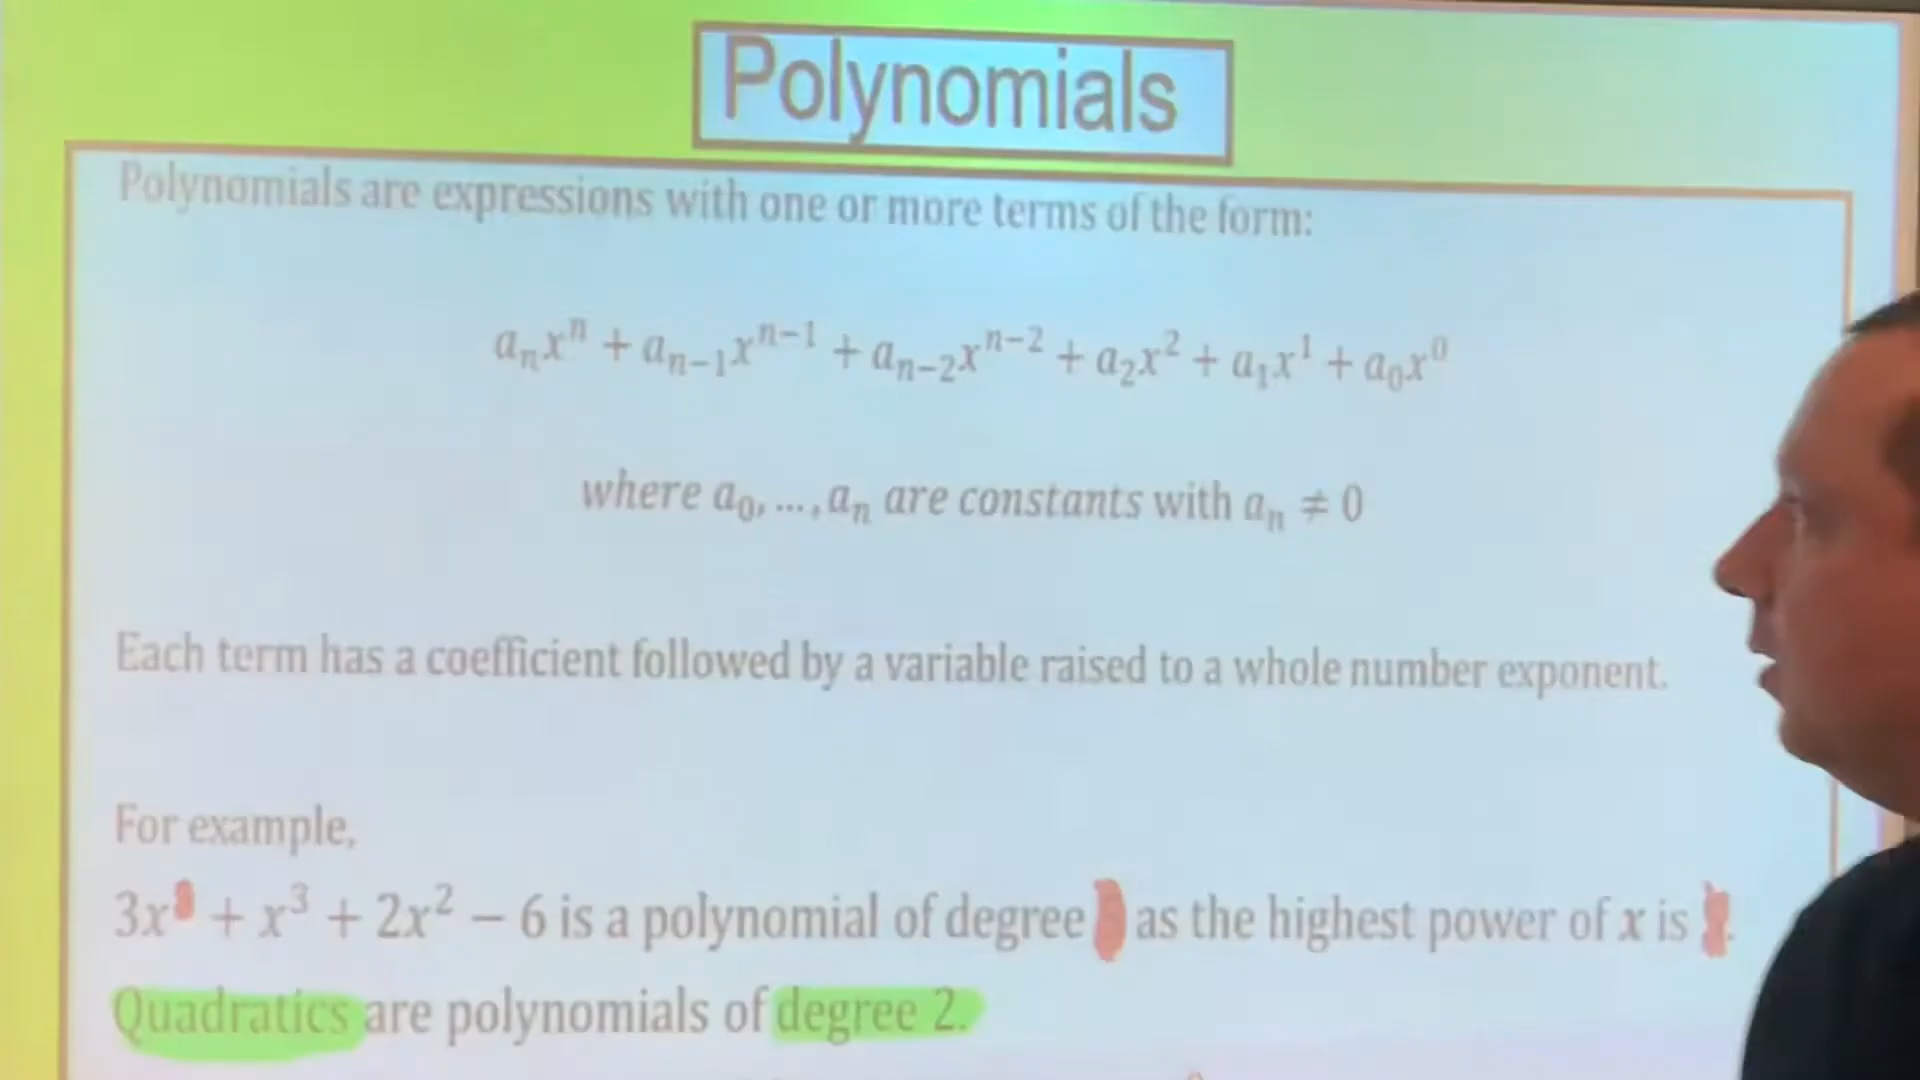 Polynomials
Polynomials are expressions with one or more terms of the form:
aₙxⁿ + aₙ₋₁xⁿ⁻¹ + aₙ₋₂xⁿ⁻² + a₂x² + a₁x¹ + a₀x⁰
where a₀, ..., aₙ are constants with aₙ ≠ 0
Each term has a coefficient followed by a variable raised to a whole number exponent.
For example,
3x + x³ + 2x² – 6 is a polynomial of degree as the highest power of x is .
Quadratics are polynomials of degree 2.